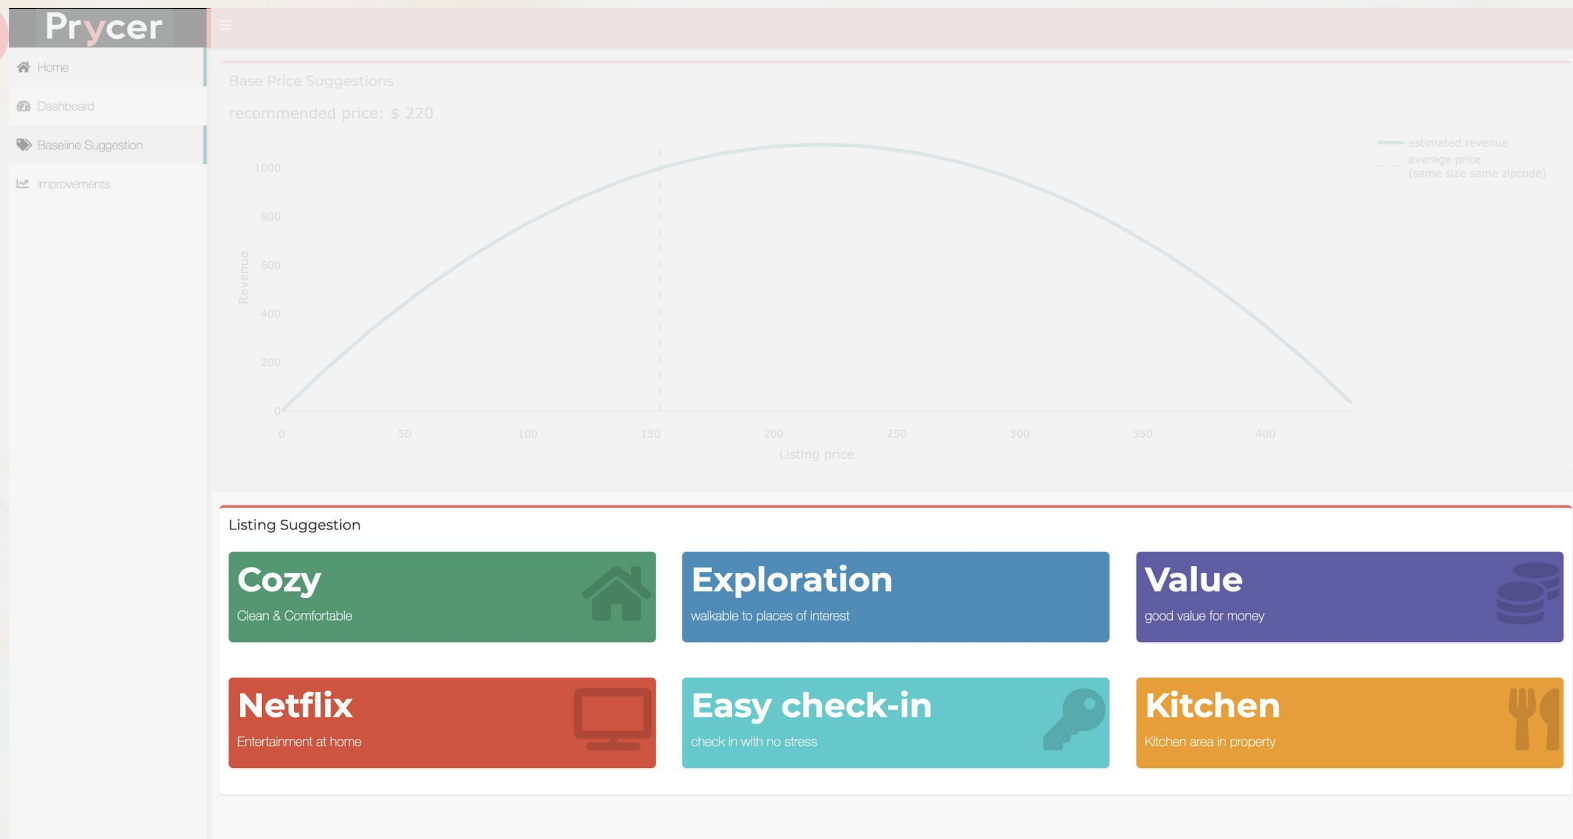 Prycer
Home
Dashboard
Baseline Suggestion
Improvements
Base Price Suggestions
recommended price: $ 220
estimated revenue
average price
(same size same zipcode)
1000
800
600
400
200
0
Revenue
0 50 100 150 200 250 300 350 400
Listing price
Listing Suggestion
Cozy
Clean & Comfortable
Exploration
walkable to places of interest
Value
good value for money
Netflix
Entertainment at home
Easy check-in
check in with no stress
Kitchen
Kitchen area in property